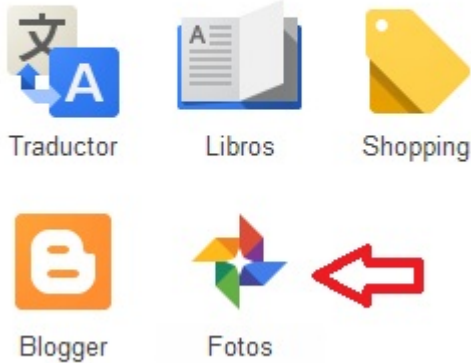 文
A
A
Traductor
Libros
Shopping
B
Blogger
Fotos